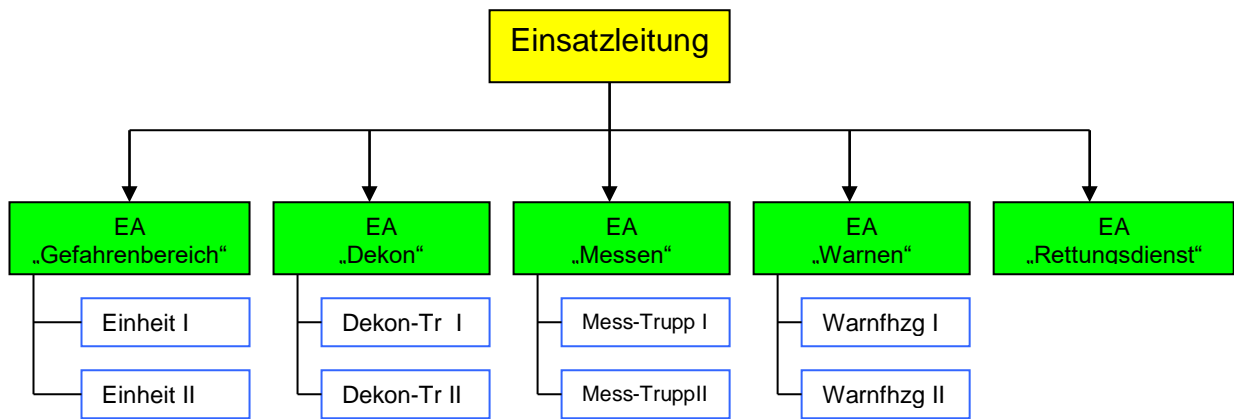 Einsatzleitung
EA
„Gefahrenbereich“
EA
„Dekon“
EA
„Messen“
EA
„Warnen“
EA
„Rettungsdienst“
Einheit I
Dekon-Tr I
Mess-Trupp I
Warnfhzg I
Einheit II
Dekon-Tr II
Mess-TruppII
Warnfhzg II